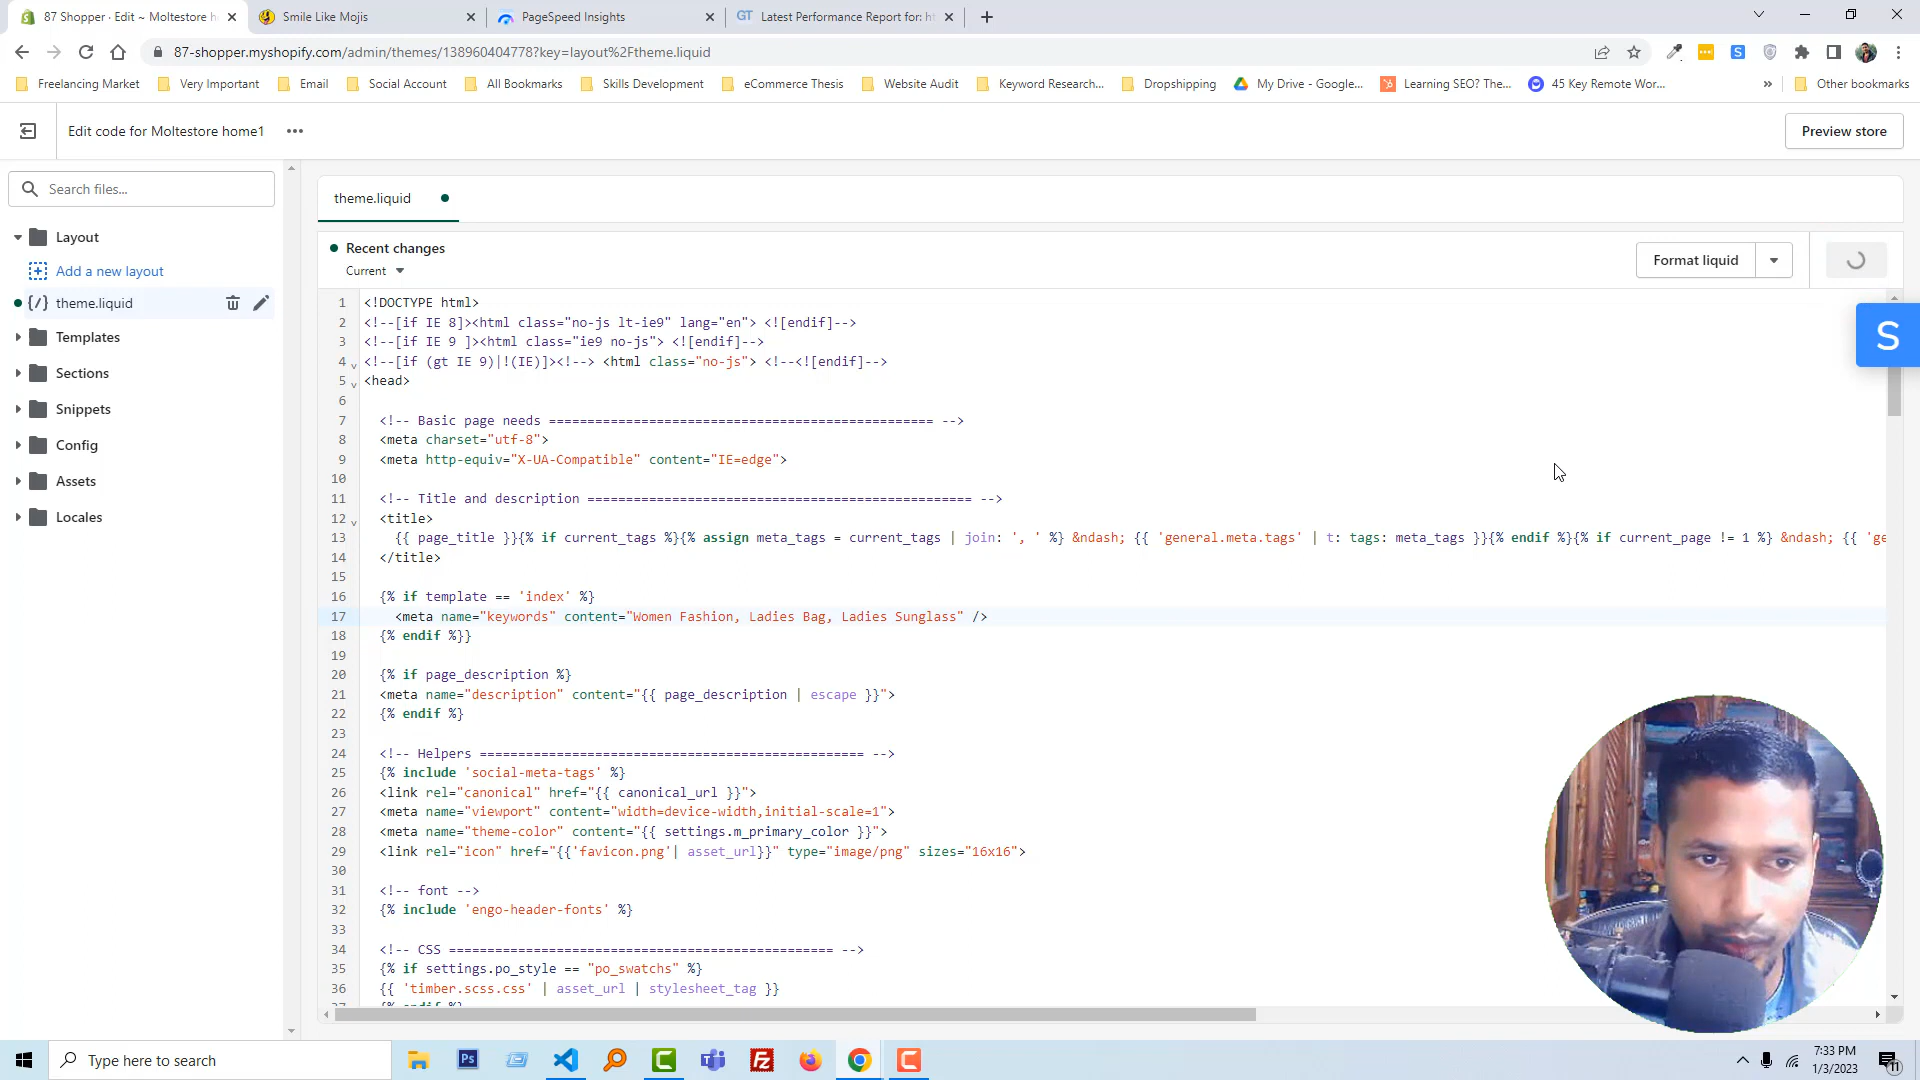 87 Shopper · Edit ~ Moltestore h
Smile Like Mojis
PageSpeed Insights
GT Latest Performance Report for: ht
87-shopper.myshopify.com/admin/themes/138960404778?key=layout%2Ftheme.liquid
Freelancing Market
Very Important
Email
Social Account
All Bookmarks
Skills Development
eCommerce Thesis
Website Audit
Keyword Research...
Dropshipping
My Drive - Google...
Learning SEO? The...
45 Key Remote Wor...
»
Other bookmarks
Edit code for Moltestore home1
Preview store
Search files...
theme.liquid
Layout
Recent changes
Current
Format liquid
Add a new layout
{/} theme.liquid
Templates
Sections
Snippets
Config
Assets
Locales
S
1 <!DOCTYPE html>
2 <!--[if IE 8]><html class="no-js lt-ie9" lang="en"> <![endif]-->
3 <!--[if IE 9 ]><html class="ie9 no-js"> <![endif]-->
4 <!--[if (gt IE 9)|!(IE)]><!--> <html class="no-js"> <!--<![endif]-->
5 <head>
6
7 <!-- Basic page needs ================================================== -->
8 <meta charset="utf-8">
9 <meta http-equiv="X-UA-Compatible" content="IE=edge">
10
11 <!-- Title and description ================================================== -->
12 <title>
13 {{ page_title }}{% if current_tags %}{% assign meta_tags = current_tags | join: ', ' %} &ndash; {{ 'general.meta.tags' | t: tags: meta_tags }}{% endif %}{% if current_page != 1 %} &ndash; {{ 'ge
14 </title>
15
16 {% if template == 'index' %}
17 <meta name="keywords" content="Women Fashion, Ladies Bag, Ladies Sunglass" />
18 {% endif %}}
19
20 {% if page_description %}
21 <meta name="description" content="{{ page_description | escape }}">
22 {% endif %}
23
24 <!-- Helpers ================================================== -->
25 {% include 'social-meta-tags' %}
26 <link rel="canonical" href="{{ canonical_url }}">
27 <meta name="viewport" content="width=device-width,initial-scale=1">
28 <meta name="theme-color" content="{{ settings.m_primary_color }}">
29 <link rel="icon" href="{{'favicon.png'| asset_url}}" type="image/png" sizes="16x16">
30
31 <!-- font -->
32 {% include 'engo-header-fonts' %}
33
34 <!-- CSS ================================================== -->
35 {% if settings.po_style == "po_swatchs" %}
36 {{ 'timber.scss.css' | asset_url | stylesheet_tag }}
37 {% endif %}
Type here to search
Ps
7:33 PM
1/3/2023
11